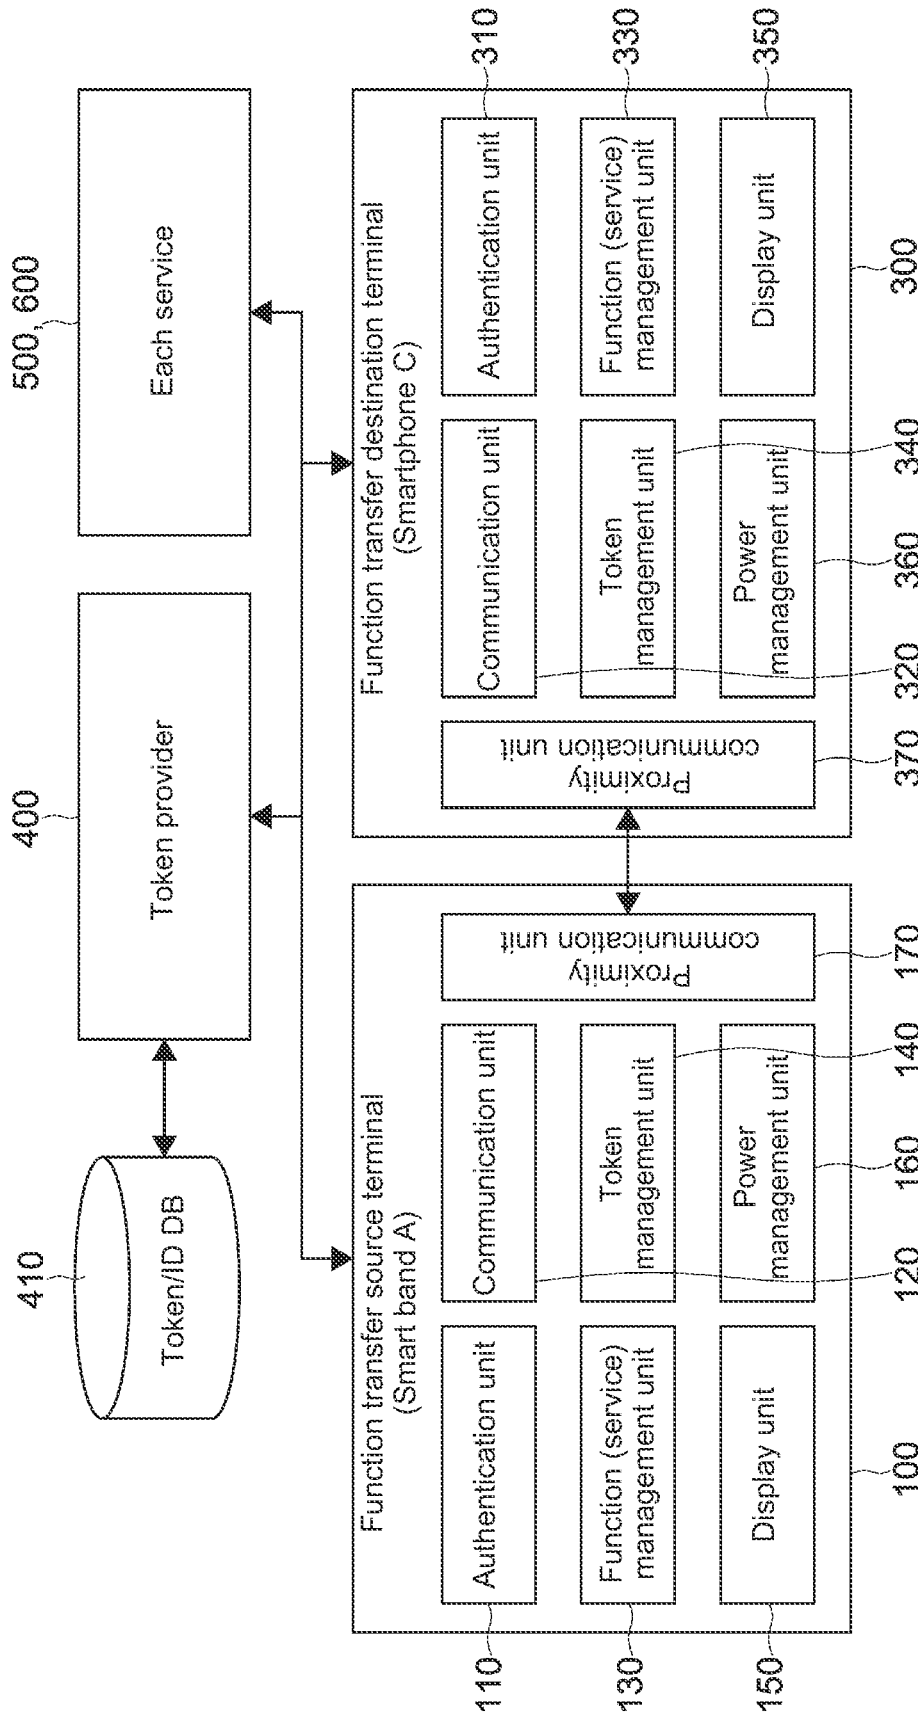 410
400
500, 600
Token/ID DB
Token provider
Each service
Function transfer source terminal
(Smart band A)
110
Authentication unit
Communication unit
120
130
Function (service)
management unit
Token
management unit
140
150
Display unit
Power
management unit
160
Proximity
communication unit
170
100
Function transfer destination terminal
(Smartphone C)
Proximity
communication unit
370
Communication unit
320
Authentication unit
310
Token
management unit
340
Function (service)
management unit
330
Power
management unit
360
Display unit
350
300